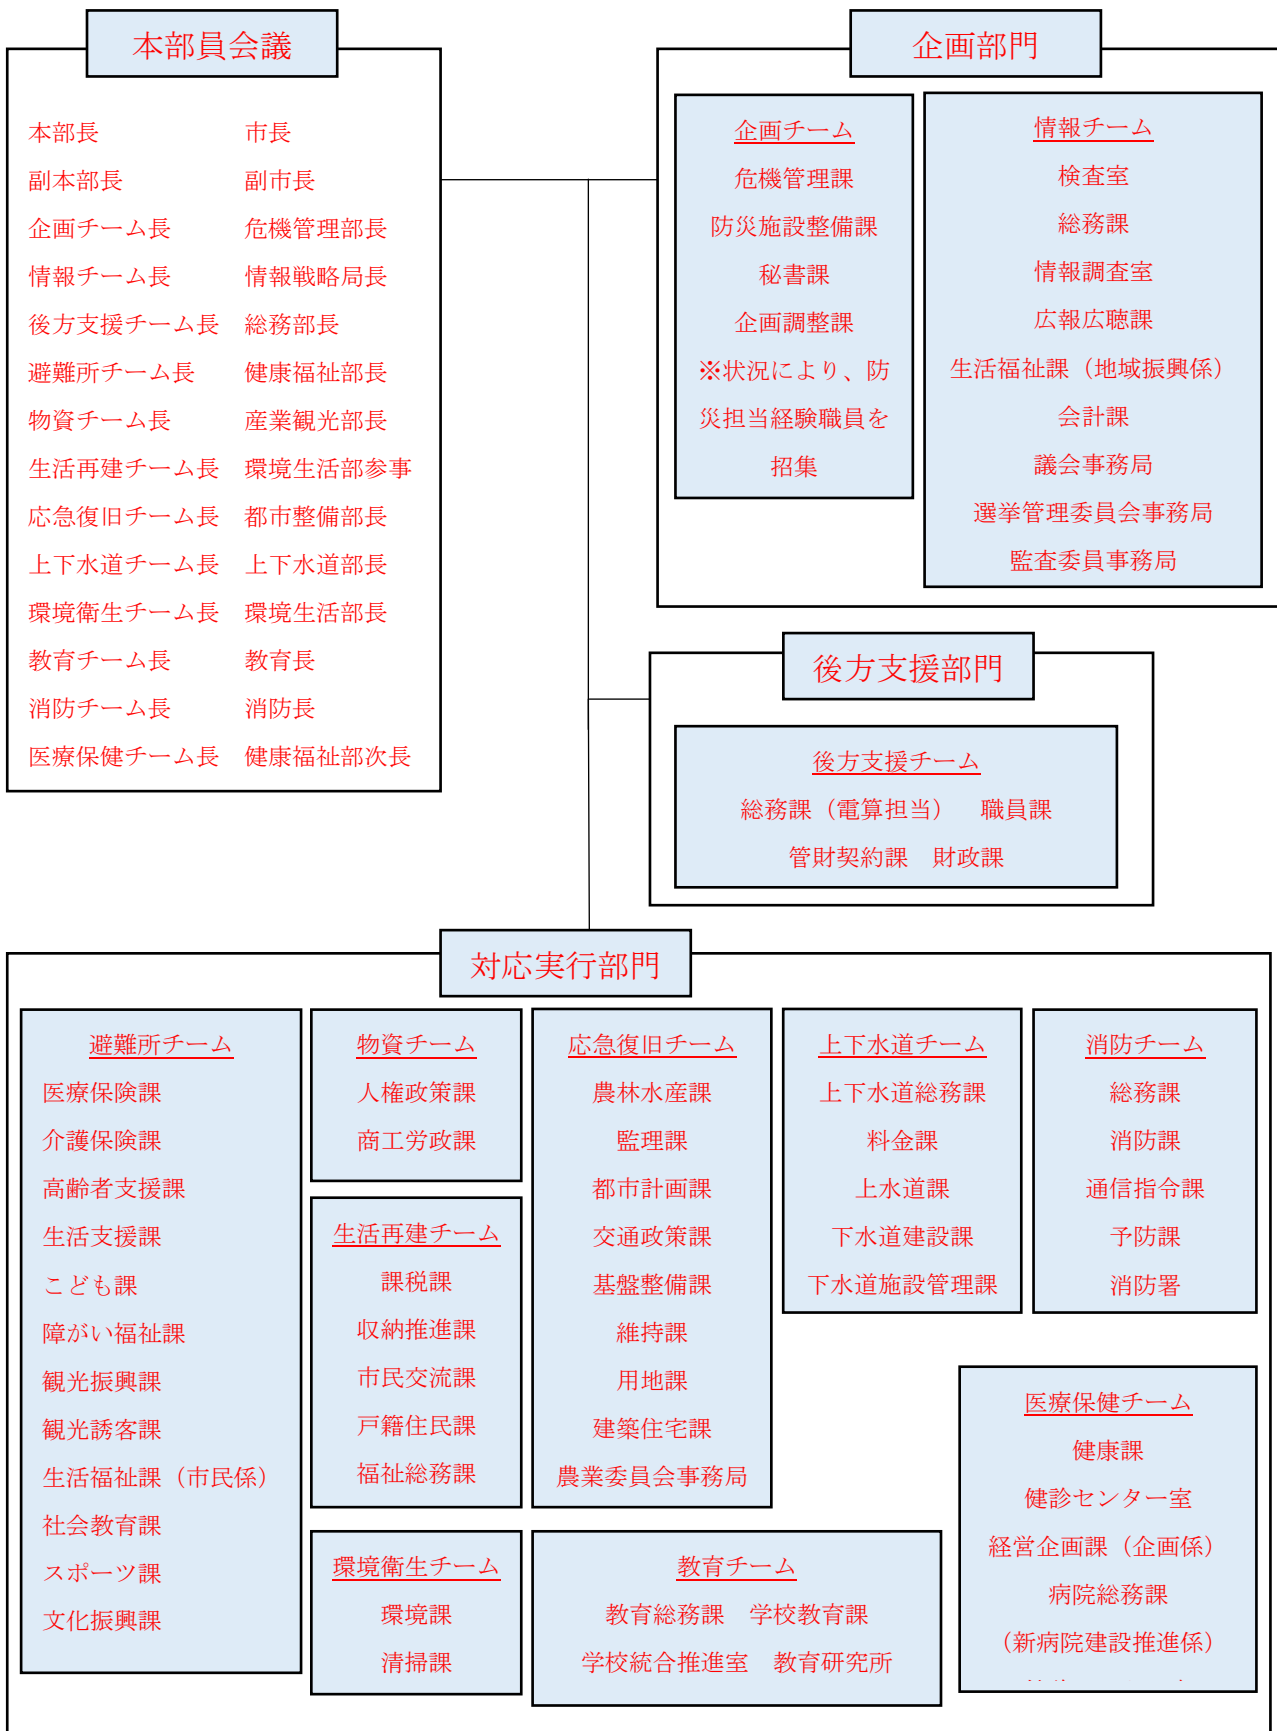 本部員会議
本部長 市長
副本部長 副市長
企画チーム長 危機管理部長
情報チーム長 情報戦略局長
後方支援チーム長 総務部長
避難所チーム長 健康福祉部長
物資チーム長 産業観光部長
生活再建チーム長 環境生活部参事
応急復旧チーム長 都市整備部長
上下水道チーム長 上下水道部長
環境衛生チーム長 環境生活部長
教育チーム長 教育長
消防チーム長 消防長
医療保健チーム長 健康福祉部次長
企画部門
企画チーム
危機管理課
防災施設整備課
秘書課
企画調整課
※状況により、防
災担当経験職員を
招集
情報チーム
検査室
総務課
情報調査室
広報広聴課
生活福祉課（地域振興係）
会計課
議会事務局
選挙管理委員会事務局
監査委員事務局
後方支援部門
後方支援チーム
総務課（電算担当） 職員課
管財契約課 財政課
対応実行部門
避難所チーム
医療保険課
介護保険課
高齢者支援課
生活支援課
こども課
障がい福祉課
観光振興課
観光誘客課
生活福祉課（市民係）
社会教育課
スポーツ課
文化振興課
物資チーム
人権政策課
商工労政課
生活再建チーム
課税課
収納推進課
市民交流課
戸籍住民課
福祉総務課
環境衛生チーム
環境課
清掃課
応急復旧チーム
農林水産課
監理課
都市計画課
交通政策課
基盤整備課
維持課
用地課
建築住宅課
農業委員会事務局
教育チーム
教育総務課 学校教育課
学校統合推進室 教育研究所
上下水道チーム
上下水道総務課
料金課
上水道課
下水道建設課
下水道施設管理課
消防チーム
総務課
消防課
通信指令課
予防課
消防署
医療保健チーム
健康課
健診センター室
経営企画課（企画係）
病院総務課
（新病院建設推進係）